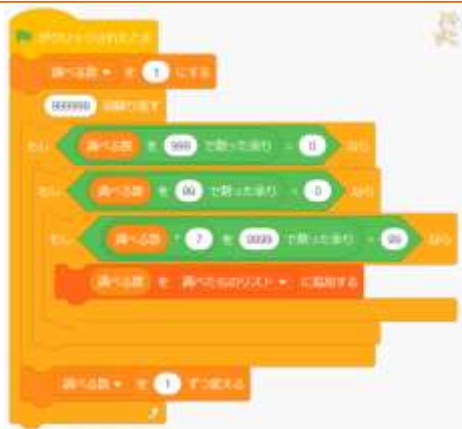 がクリックされたとき
調べる数 を 1 にする
999999 回繰り返す
もし 調べる数 を 999 で割った余り = 0 なら
もし 調べる数 を 99 で割った余り = 0 なら
もし 調べる数 * 7 を 9999 で割った余り = 99 なら
調べる数 を 調べたものリスト に追加する
調べる数 を 1 ずつ変える